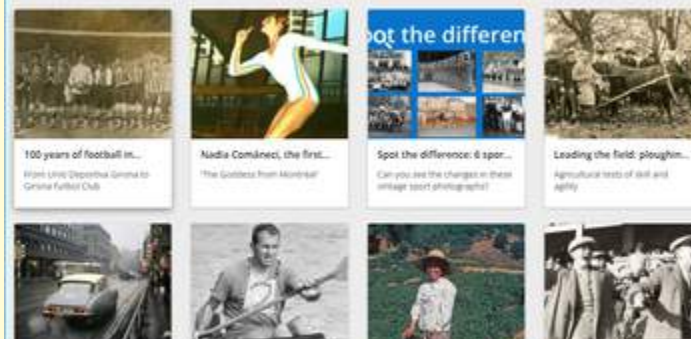 ot the differen
100 years of football in...
Nadia Comăneci, the first...
Spot the difference: 6 spor...
Leading the field: ploughin...
From Unió Deportiva Girona to
Girona Futbol Club
'The Goddess from Montreal'
Can you see the changes in these
vintage sport photographs?
Agricultural tests of skill and
agility